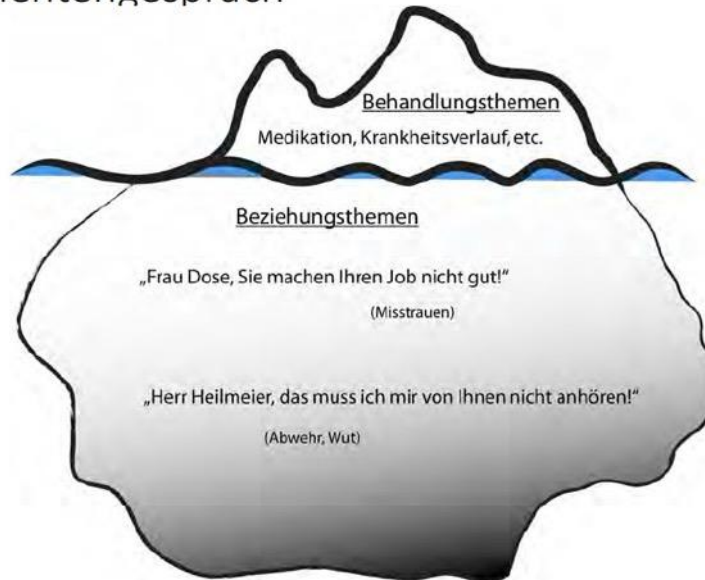 Behandlungsthemen
Medikation, Krankheitsverlauf, etc.
Beziehungsthemen
„Frau Dose, Sie machen Ihren Job nicht gut!“
(Misstrauen)
„Herr Heilmeier, das muss ich mir von Ihnen nicht anhören!“
(Abwehr, Wut)